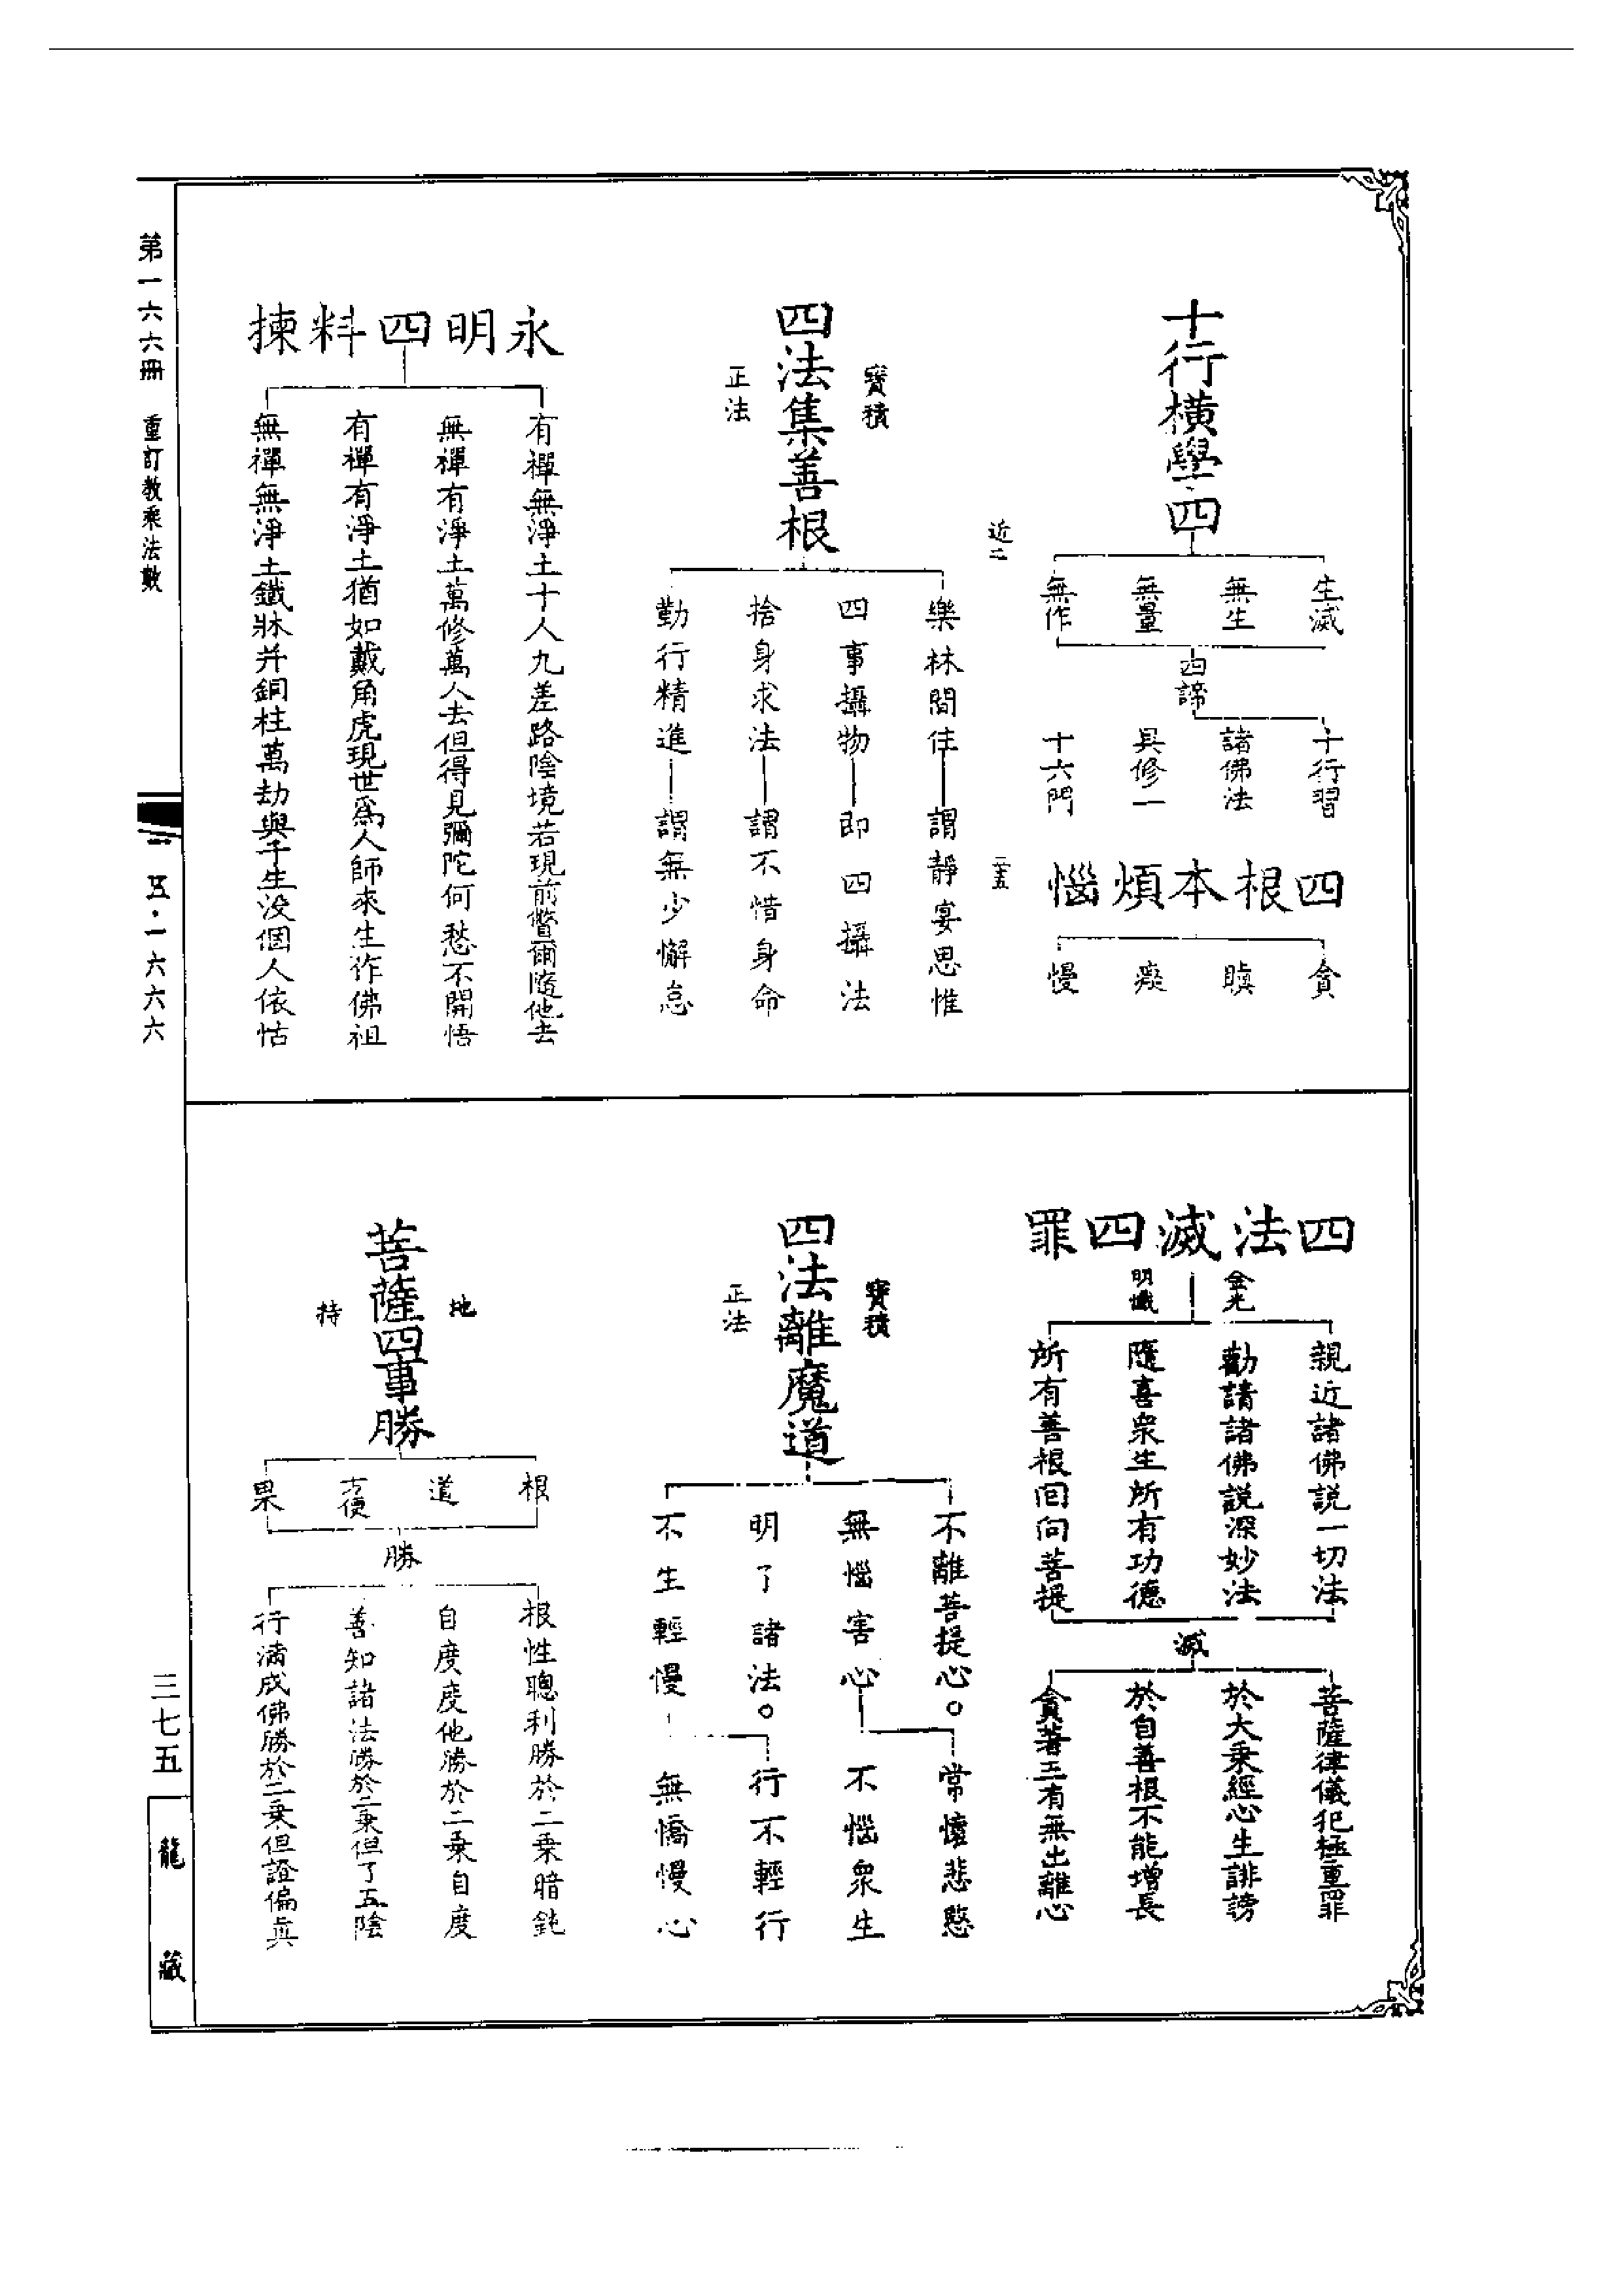 十行橫學四
生滅
無生
無量
無作
四諦
十行習
諸佛法
具修一
十六門
近二
四根本煩惱
貪
瞋
癡
慢
二五
四法集善根
寶積
正法
樂林間住
謂靜宴思惟
四事攝物
即四攝法
捨身求法
謂不惜身命
勤行精進
謂無少懈怠
永明四料揀
有禪無淨土十人九差路陰境若現前瞥爾隨他去
無禪有淨土萬修萬人去但得見彌陀何愁不開悟
有禪有淨土猶如戴角虎現世為人師來生作佛祖
無禪無淨土鐵牀并銅柱萬劫與千生沒個人依怙
四法滅四罪
金光
明懺
親近諸佛說一切法
勸請諸佛說深妙法
隨喜眾生所有功德
所有善根回向菩提
滅
菩薩律儀犯極重罪
於大乘經心生誹謗
於自善根不能增長
貪著三有無出離心
四法離魔道
寶積
正法
不離菩提心。
無惱害心
明了諸法。
不生輕慢
常懷悲愍
不惱眾生
行不輕行
無憍慢心
菩薩四事勝
地
持
根
道
方便
果
勝
根性聰利勝於二乘暗鈍
自度度他勝於二乘自度
善知諸法勝於二乘但了五陰
行滿成佛勝於二乘但證偏真
第一六六冊 重訂教乘法數
五·一六六六
三七五
龍藏